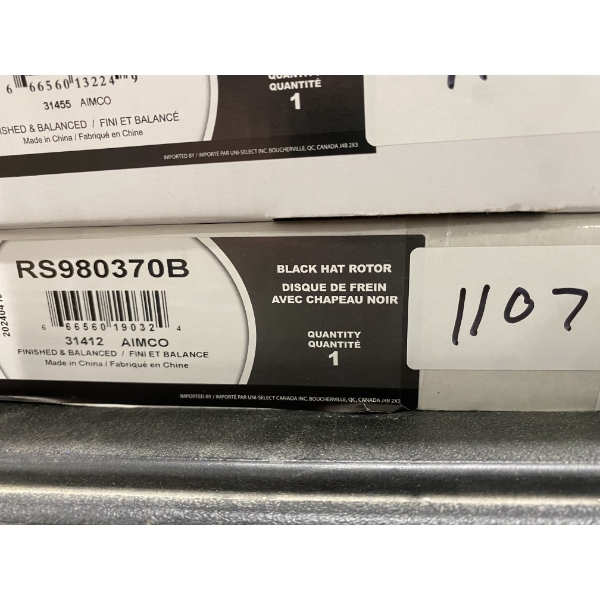 6 66560 13224 9
31455 AIMCO
ISHED & BALANCED / FINI ET BALANCÉ
Made in China / Fabriqué en Chine
QUANTITY
QUANTITÉ
1
IMPORTED BY / IMPORTÉ PAR UNI-SELECT INC, BOUCHERVILLE, QC, CANADA J4B 2X3
RS980370B
BLACK HAT ROTOR
DISQUE DE FREIN
AVEC CHAPEAU NOIR
1107
6 66560 19032 4
31412 AIMCO
FINISHED & BALANCED / FINI ET BALANCE
Made in China / Fabriqué en Chine
QUANTITY
QUANTITÉ
1
IMPORTED BY / IMPORTÉ PAR UNI-SELECT CANADA INC, BOUCHERVILLE, QC, CANADA J4B 2X3